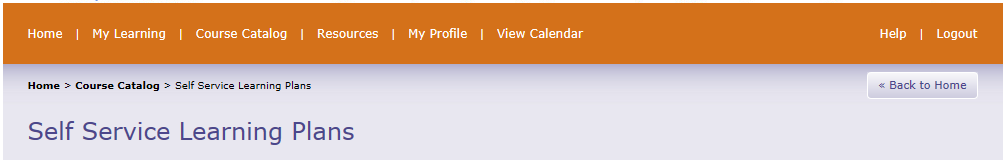 Home | My Learning | Course Catalog | Resources | My Profile | View Calendar Help | Logout
Home > Course Catalog > Self Service Learning Plans « Back to Home
Self Service Learning Plans